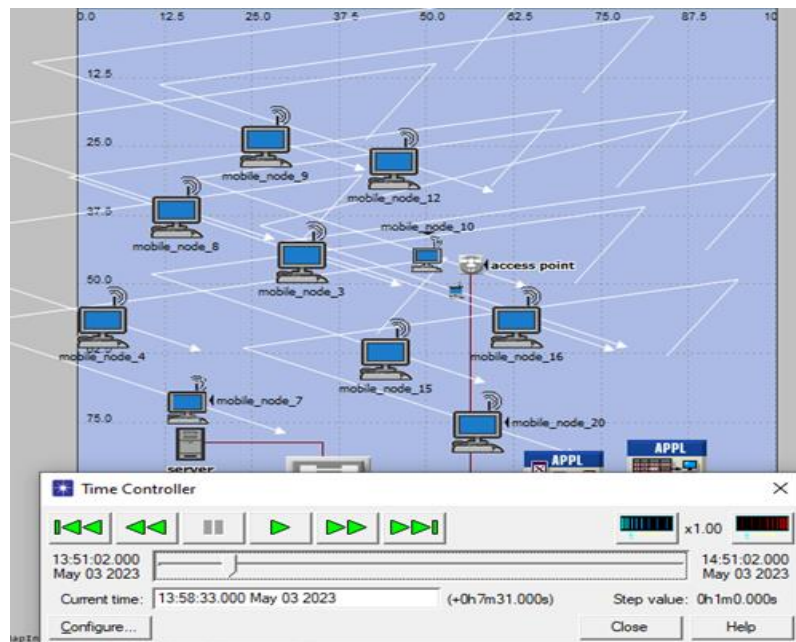 0.0 12.5 25.0 37.5 50.0 62.5 75.0 87.5 10
12.5
25.0
mobile_node_9
mobile_node_12
37.5
mobile_node_10
mobile_node_8
access point
50.0
mobile_node_3
mobile_node_4
mobile_node_16
mobile_node_15
mobile_node_7
75.0
mobile_node_20
server
APPL
APPL
Time Controller
x1.00
13:51:02.000
May 03 2023
14:51:02.000
May 03 2023
Current time: 13:58:33.000 May 03 2023 (+0h7m31.000s) Step value: 0h1m0.000s
Configure... Close Help